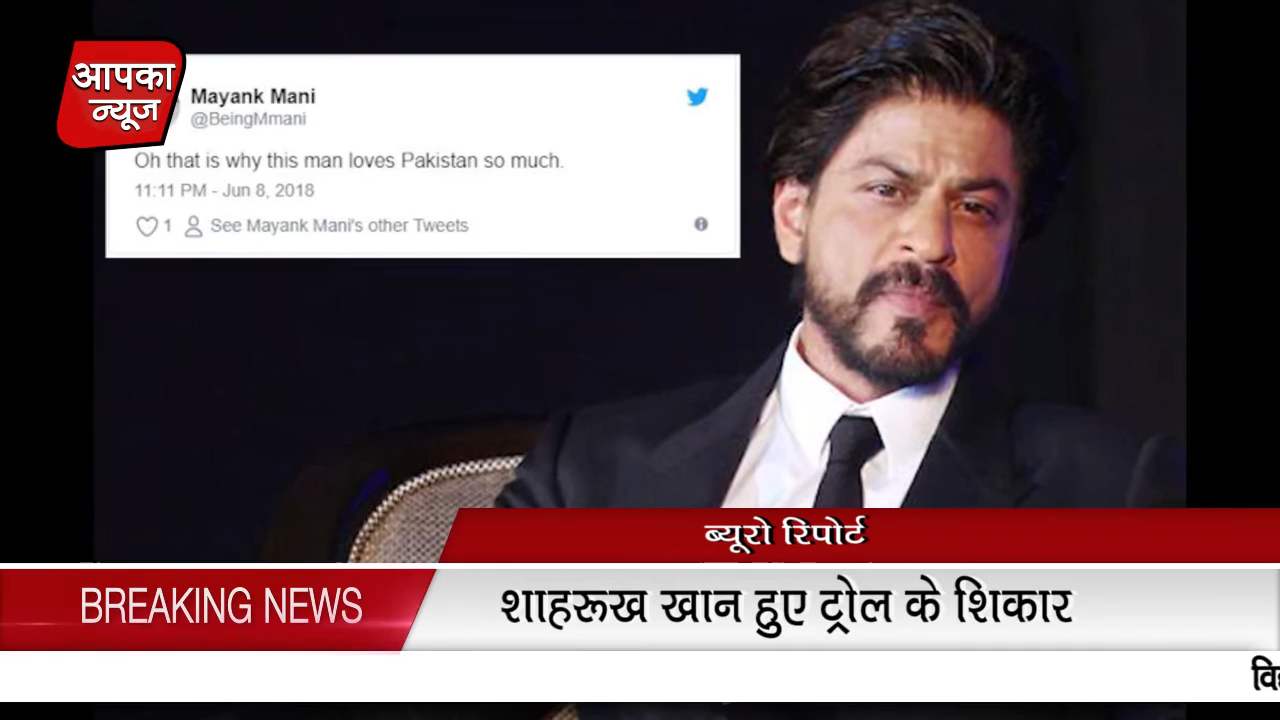 आपका
न्यूज
Mayank Mani
@BeingMmani
Oh that is why this man loves Pakistan so much.
11:11 PM - Jun 8, 2018
1 See Mayank Mani's other Tweets
ब्यूरो रिपोर्ट
BREAKING NEWS
शाहरूख खान हुए ट्रोल के शिकार